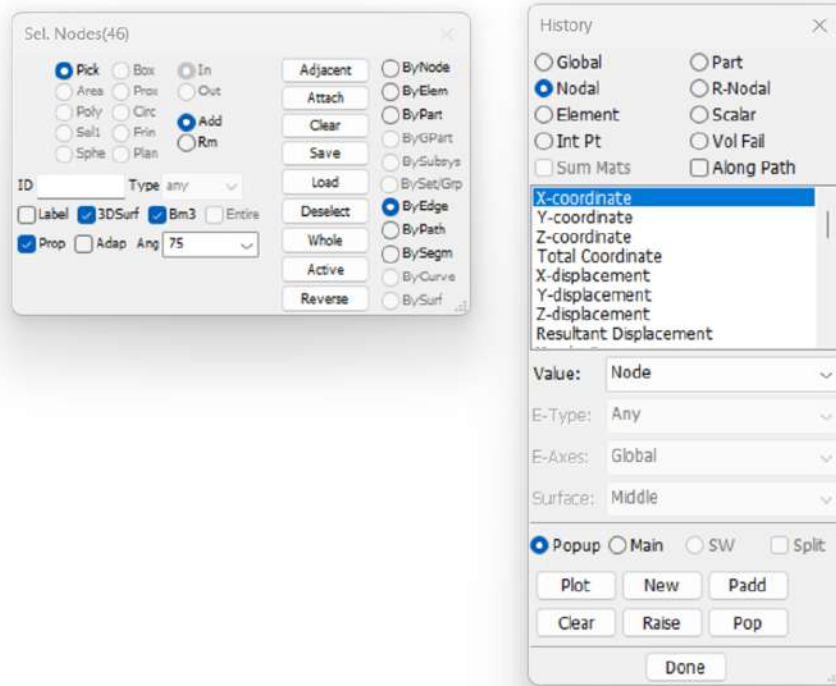 Sel. Nodes(46)
Pick Box In
Area Prox Out
Poly Circ
Sel1 Frin Add
Sphe Plan Rm
ID Type any
Label 3DSurf Bm3 Entire
Prop Adap Ang 75
Adjacent
Attach
Clear
Save
Load
Deselect
Whole
Active
Reverse
ByNode
ByElem
ByPart
ByGPart
BySubsys
BySet/Grp
ByEdge
ByPath
BySegm
ByCurve
BySurf
History
Global Part
Nodal R-Nodal
Element Scalar
Int Pt Vol Fail
Sum Mats Along Path
X-coordinate
Y-coordinate
Z-coordinate
Total Coordinate
X-displacement
Y-displacement
Z-displacement
Resultant Displacement
Value: Node
E-Type: Any
E-Axes: Global
Surface: Middle
Popup Main SW Split
Plot New Padd
Clear Raise Pop
Done